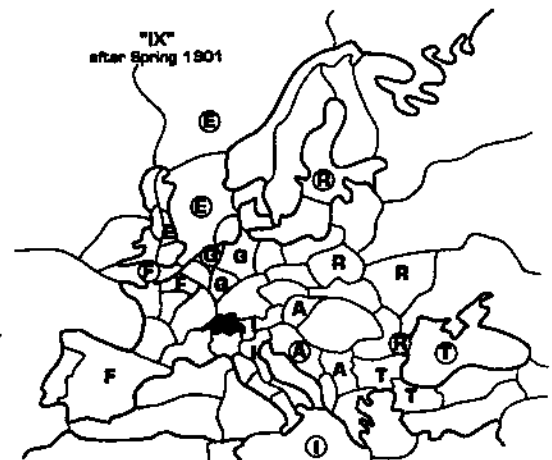 "IX"
after Spring 1901
E
R
E
E
G G
R R
F
G
A
I
R
I A T
A T
F T
I